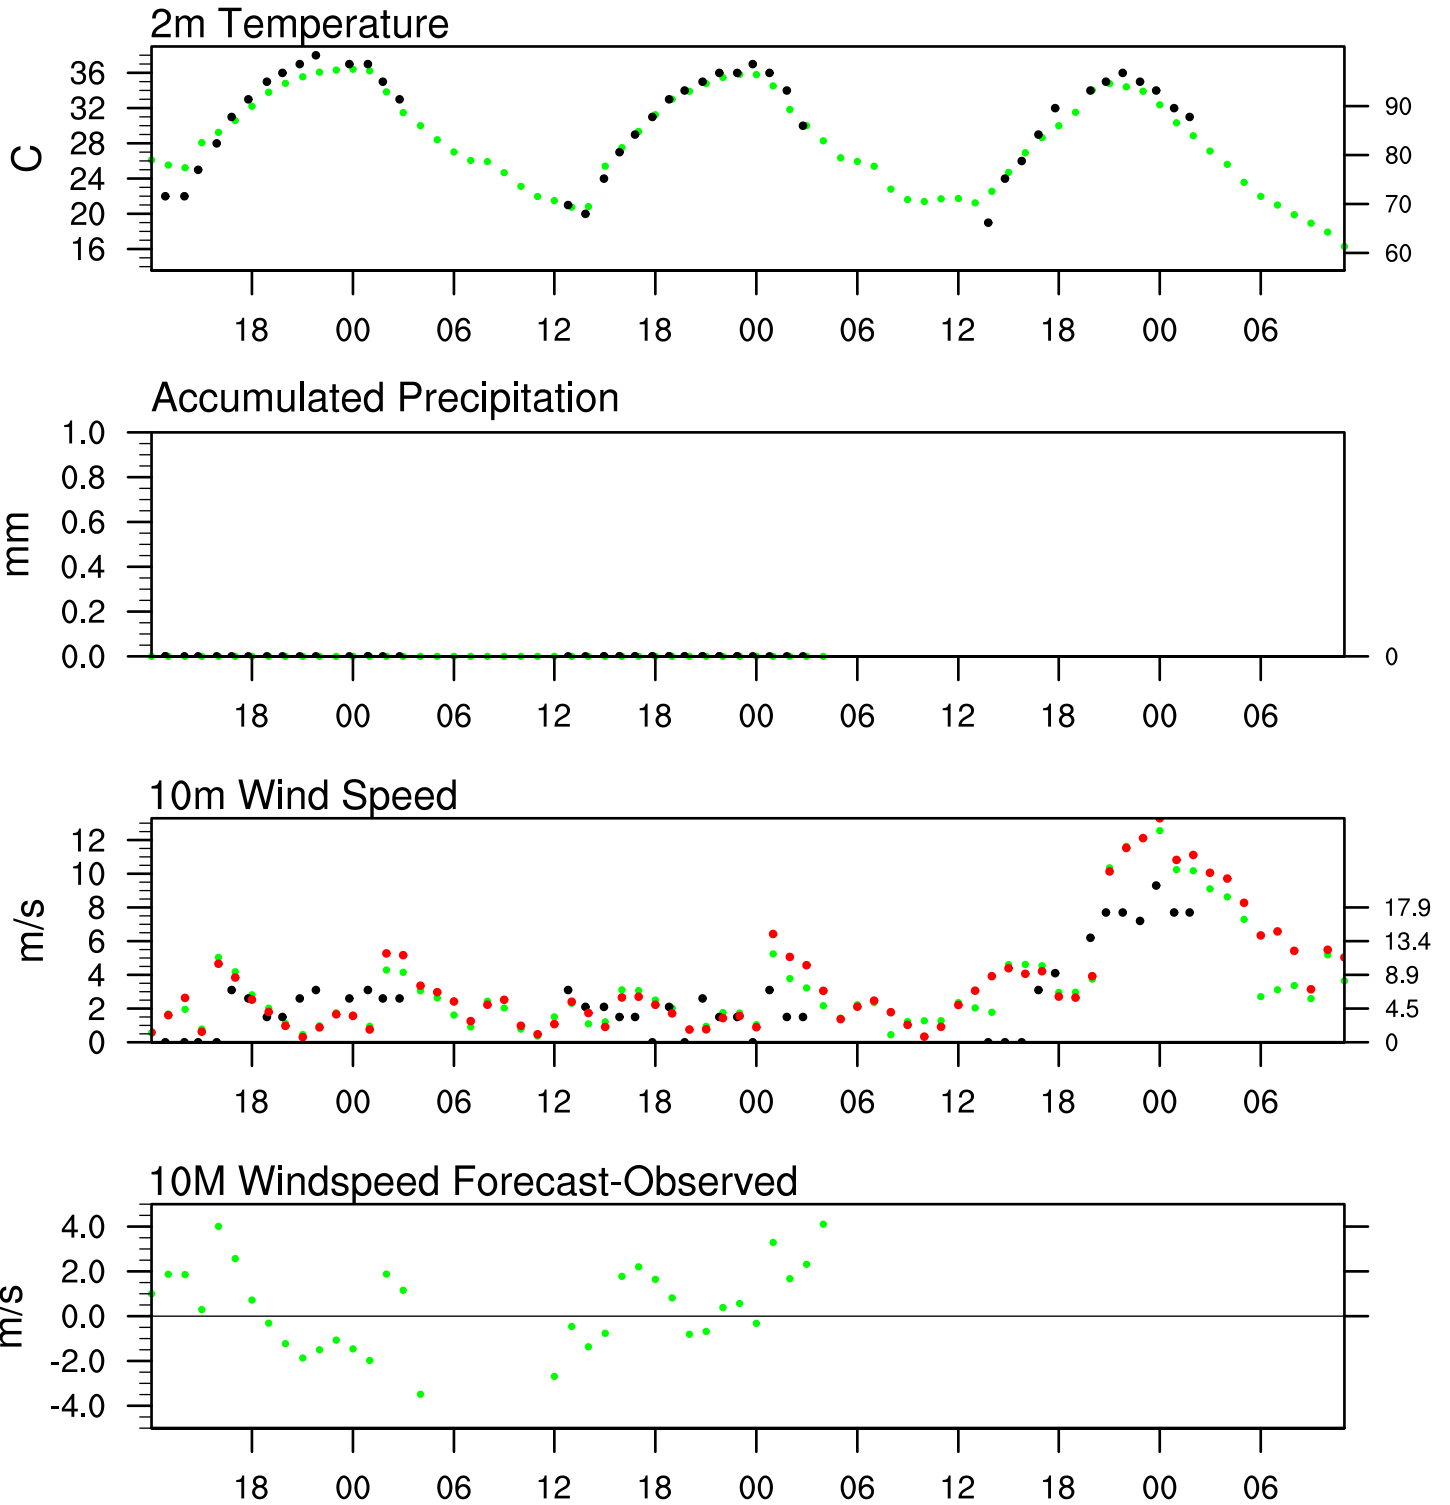 2m Temperature
36
32
28
24
20
16
C
90
80
70
60
18 00 06 12 18 00 06 12 18 00 06
Accumulated Precipitation
1.0
0.8
0.6
0.4
0.2
0.0
mm
0
18 00 06 12 18 00 06 12 18 00 06
10m Wind Speed
12
10
8
6
4
2
0
m/s
17.9
13.4
8.9
4.5
0
18 00 06 12 18 00 06 12 18 00 06
10M Windspeed Forecast-Observed
4.0
2.0
0.0
-2.0
-4.0
m/s
18 00 06 12 18 00 06 12 18 00 06